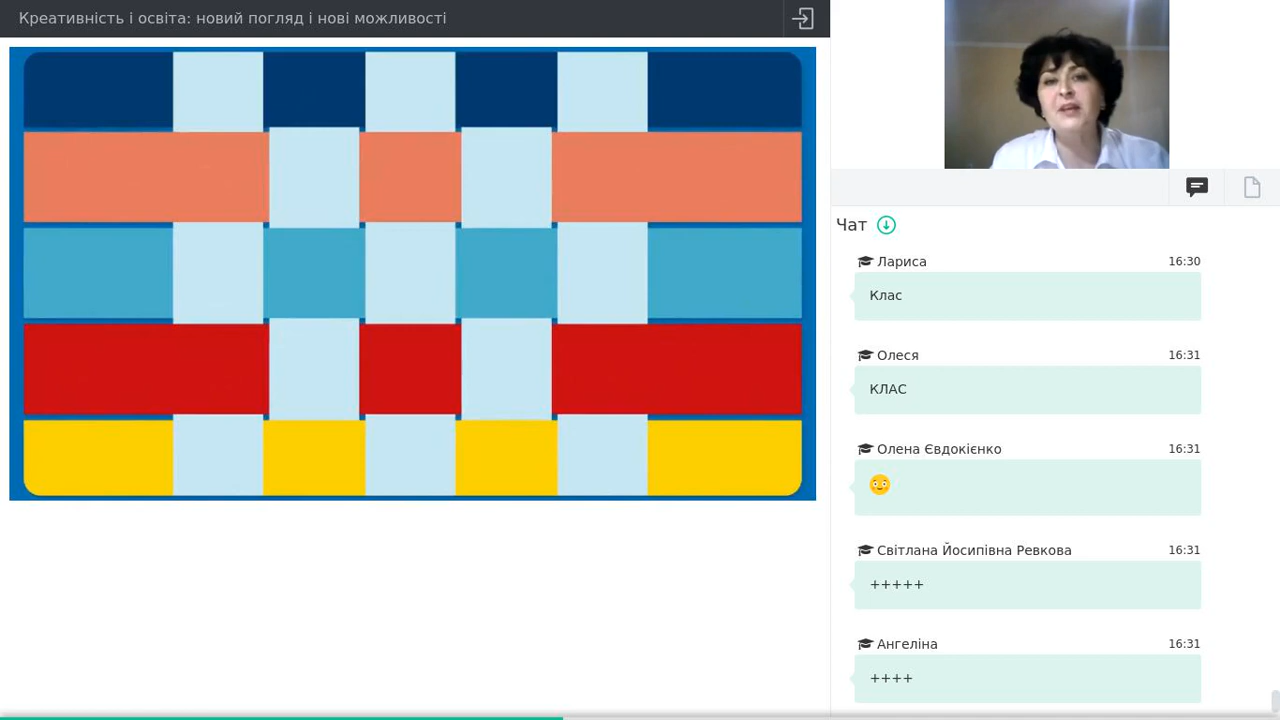 Креативність і освіта: новий погляд і нові можливості
Чат
Лариса 16:30
Клас
Олеся 16:31
КЛАС
Олена Євдокієнко 16:31
Світлана Йосипівна Ревкова 16:31
+++++
Ангеліна 16:31
++++